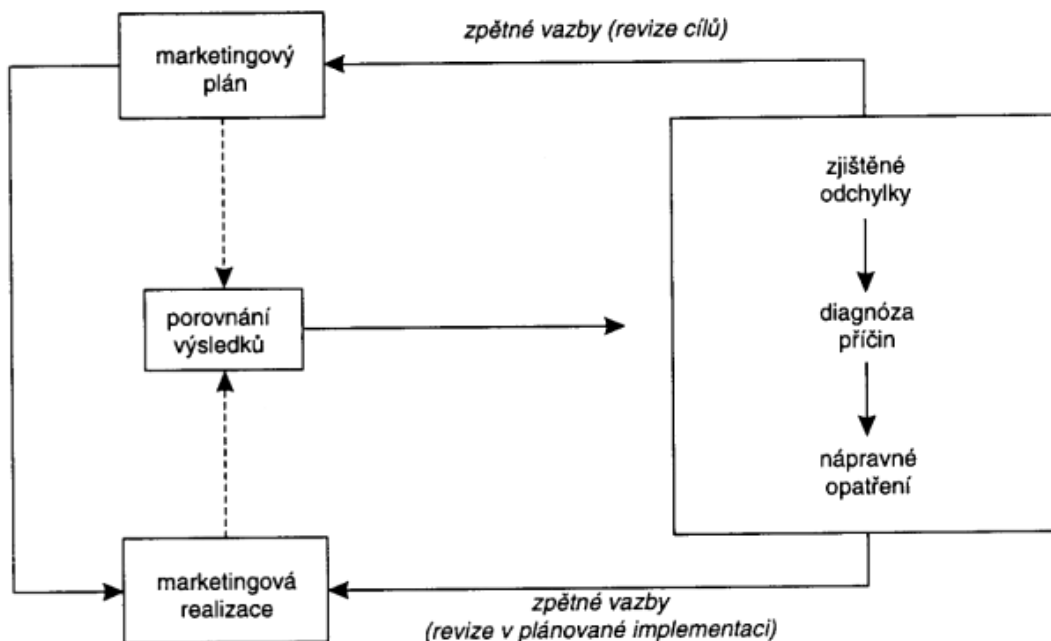 zpětné vazby (revize cílů)
marketingový
plán
zjištěné
odchylky
porovnání
výsledků
diagnóza
příčin
nápravné
opatření
marketingová
realizace
zpětné vazby
(revize v plánované implementaci)